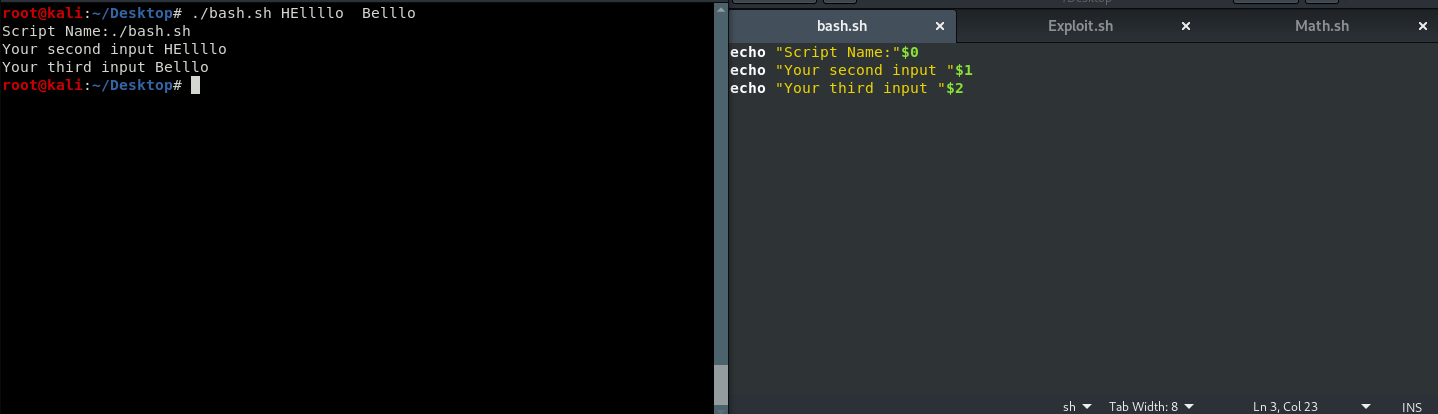 root@kali:~/Desktop# ./bash.sh HEllllo  Belllo
Script Name:./bash.sh
Your second input HEllllo
Your third input Belllo
root@kali:~/Desktop#
bash.sh × Exploit.sh × Math.sh ×
echo "Script Name:"$0
echo "Your second input "$1
echo "Your third input "$2
sh Tab Width: 8 Ln 3, Col 23 INS